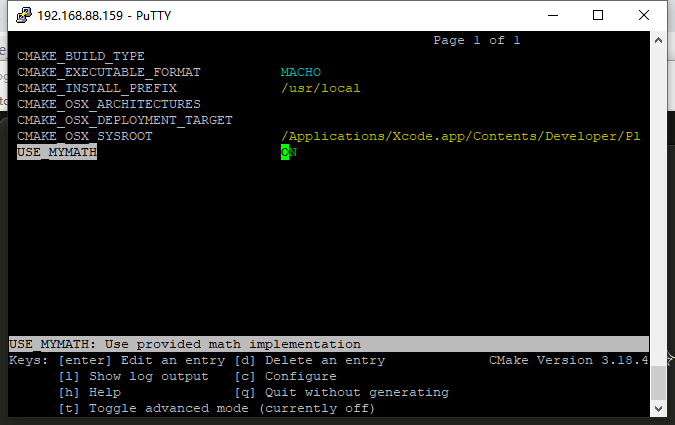 192.168.88.159 - PuTTY
Page 1 of 1
CMAKE_BUILD_TYPE
CMAKE_EXECUTABLE_FORMAT MACHO
CMAKE_INSTALL_PREFIX /usr/local
CMAKE_OSX_ARCHITECTURES
CMAKE_OSX_DEPLOYMENT_TARGET
CMAKE_OSX_SYSROOT /Applications/Xcode.app/Contents/Developer/Pl
USE_MYMATH ON
USE_MYMATH: Use provided math implementation
Keys: [enter] Edit an entry [d] Delete an entry CMake Version 3.18.4
[l] Show log output [c] Configure
[h] Help [q] Quit without generating
[t] Toggle advanced mode (currently off)